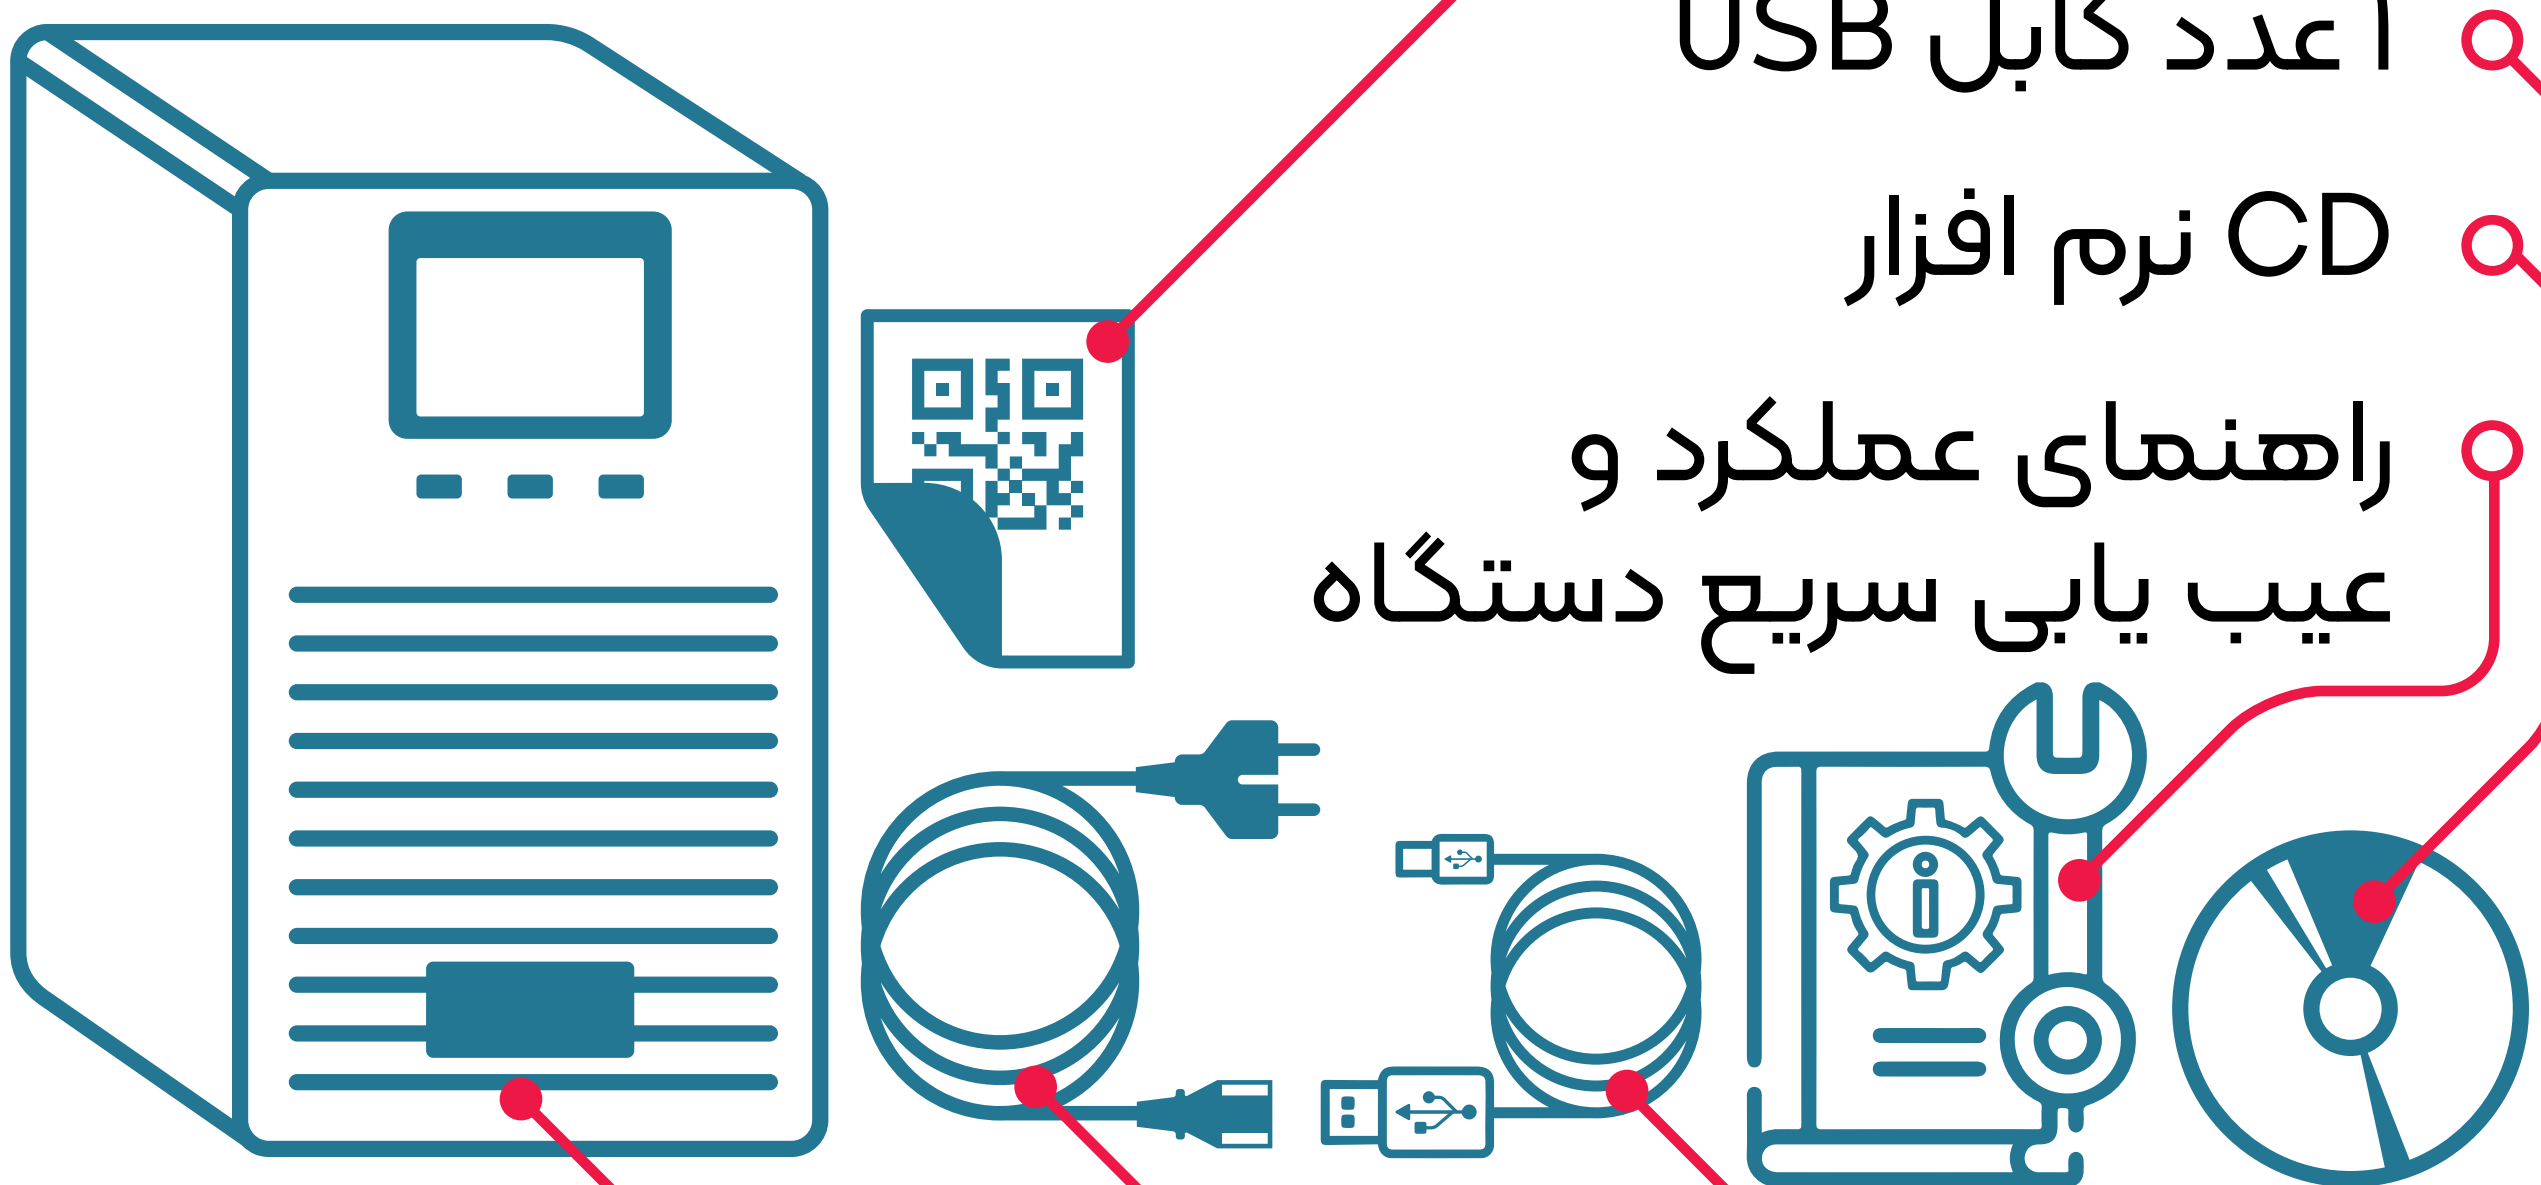 ۱ عدد کابل USB
CD نرم افزار
راهنمای عملکرد و
عیب یابی سریع دستگاه